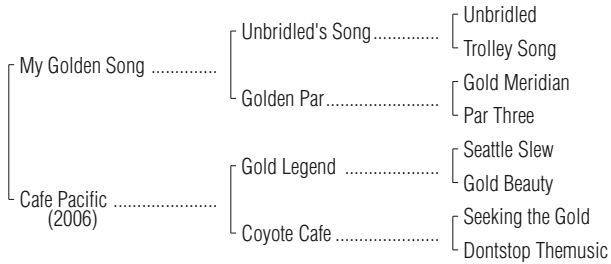 Unbridled
Unbridled's Song..............
Trolley Song
My Golden Song .............
Gold Meridian
Golden Par........................
Par Three
Seattle Slew
Gold Legend ....................
Gold Beauty
Cafe Pacific .....................
(2006)
Seeking the Gold
Coyote Cafe......................
Dontstop Themusic